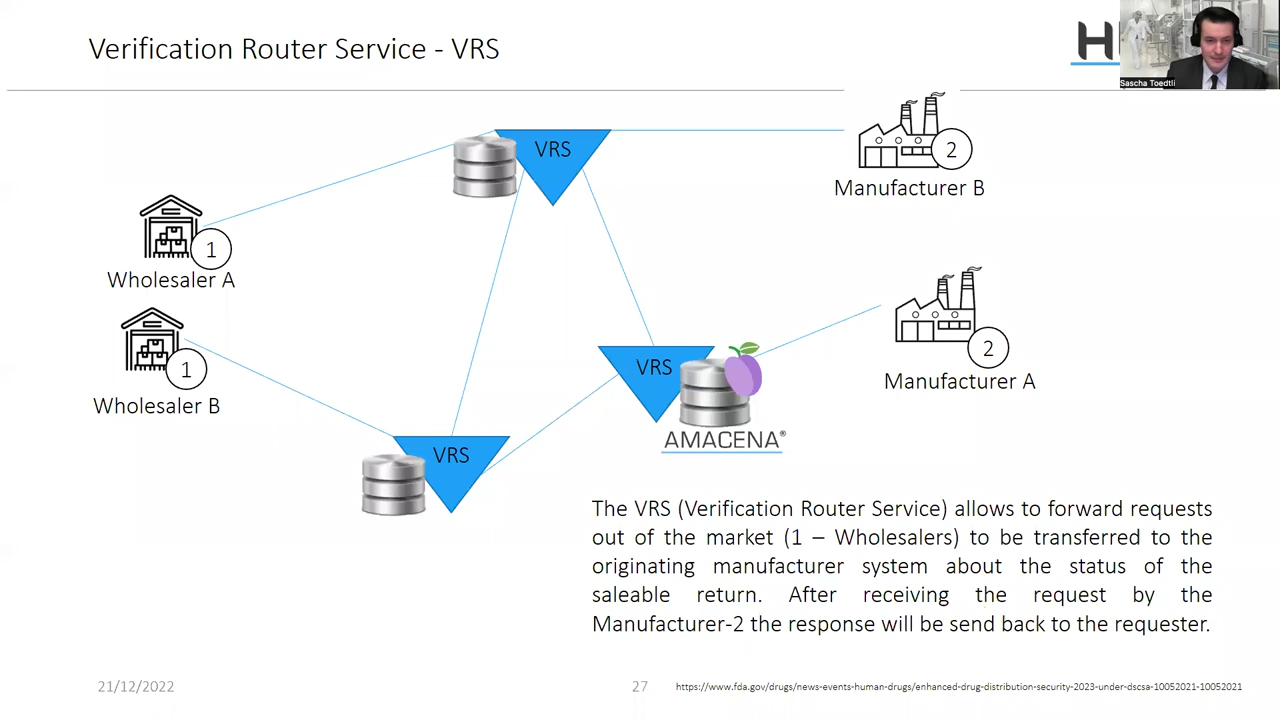 Verification Router Service - VRS
Sascha Toedtli
VRS
2
Manufacturer B
1
Wholesaler A
1
Wholesaler B
VRS
2
Manufacturer A
AMACENA®
VRS
The VRS (Verification Router Service) allows to forward requests
out of the market (1 – Wholesalers) to be transferred to the
originating manufacturer system about the status of the
saleable return. After receiving the request by the
Manufacturer-2 the response will be send back to the requester.
21/12/2022
27
https://www.fda.gov/drugs/news-events-human-drugs/enhanced-drug-distribution-security-2023-under-dscsa-10052021-10052021